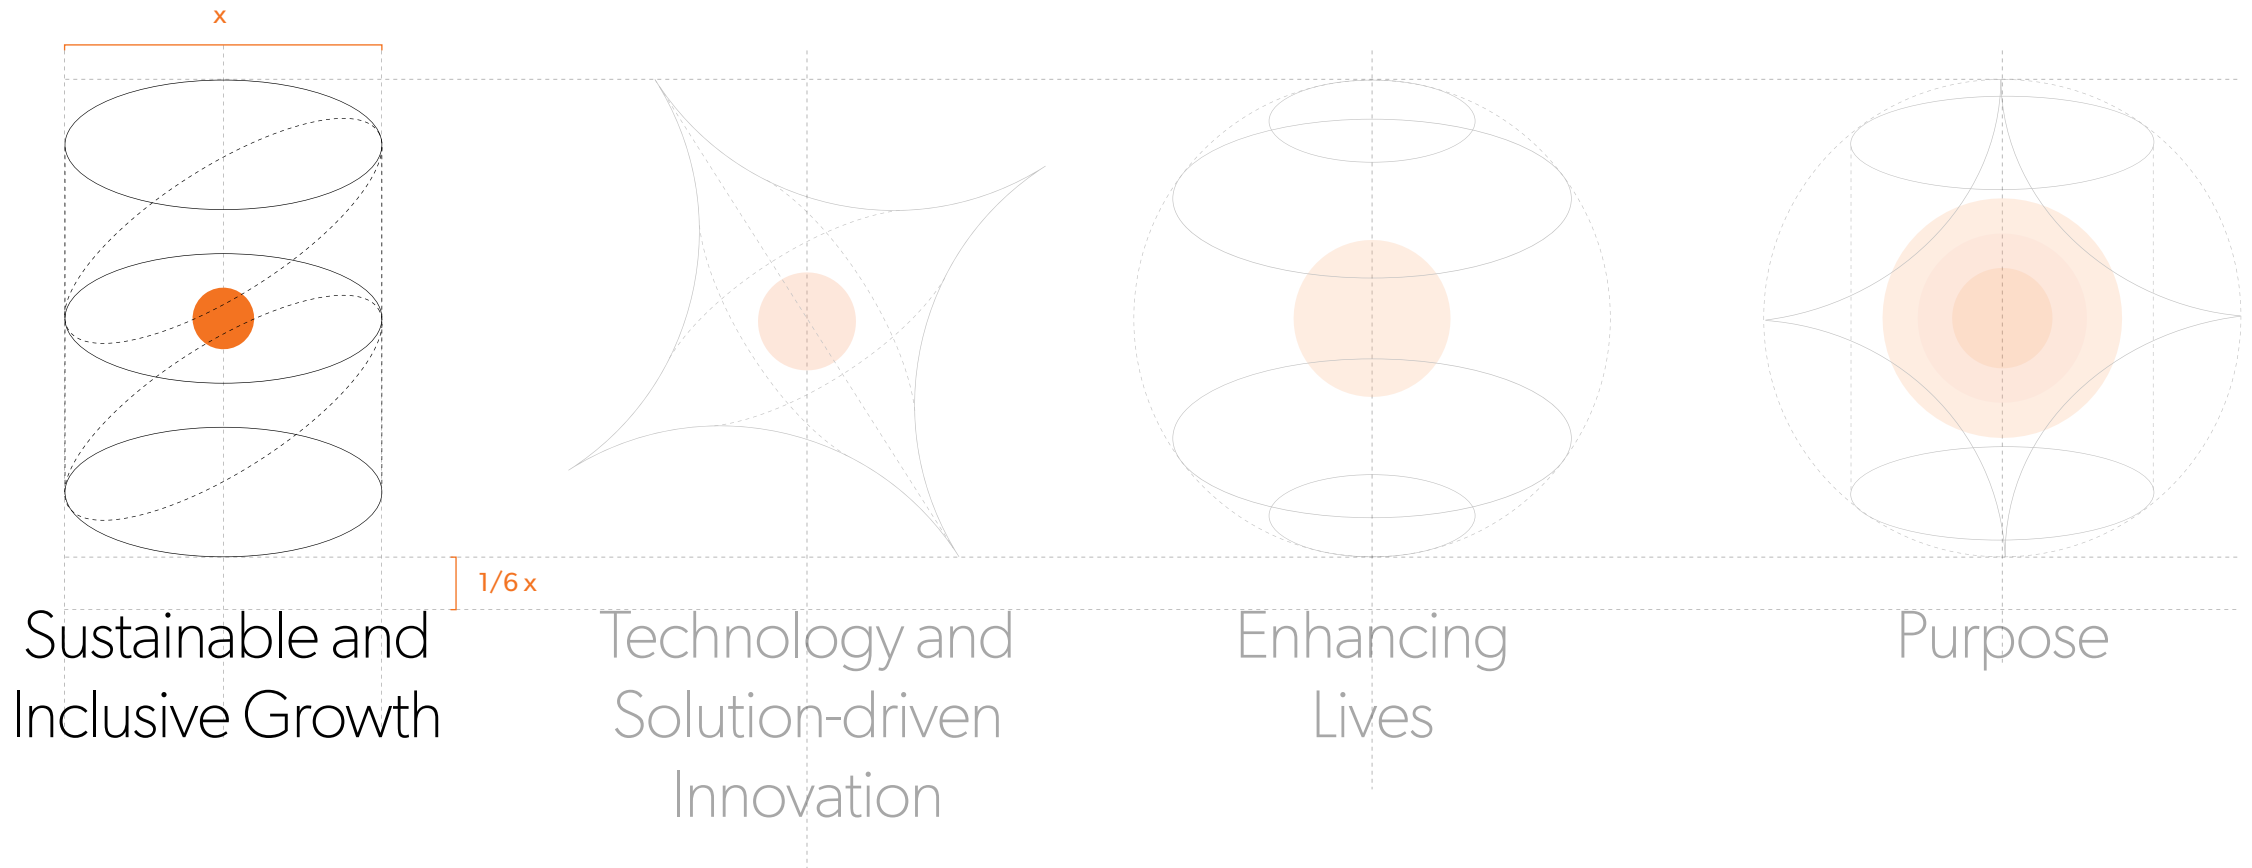 x
1/6 x
Sustainable and
Inclusive Growth
Technology and
Solution-driven
Innovation
Enhancing
Lives
Purpose